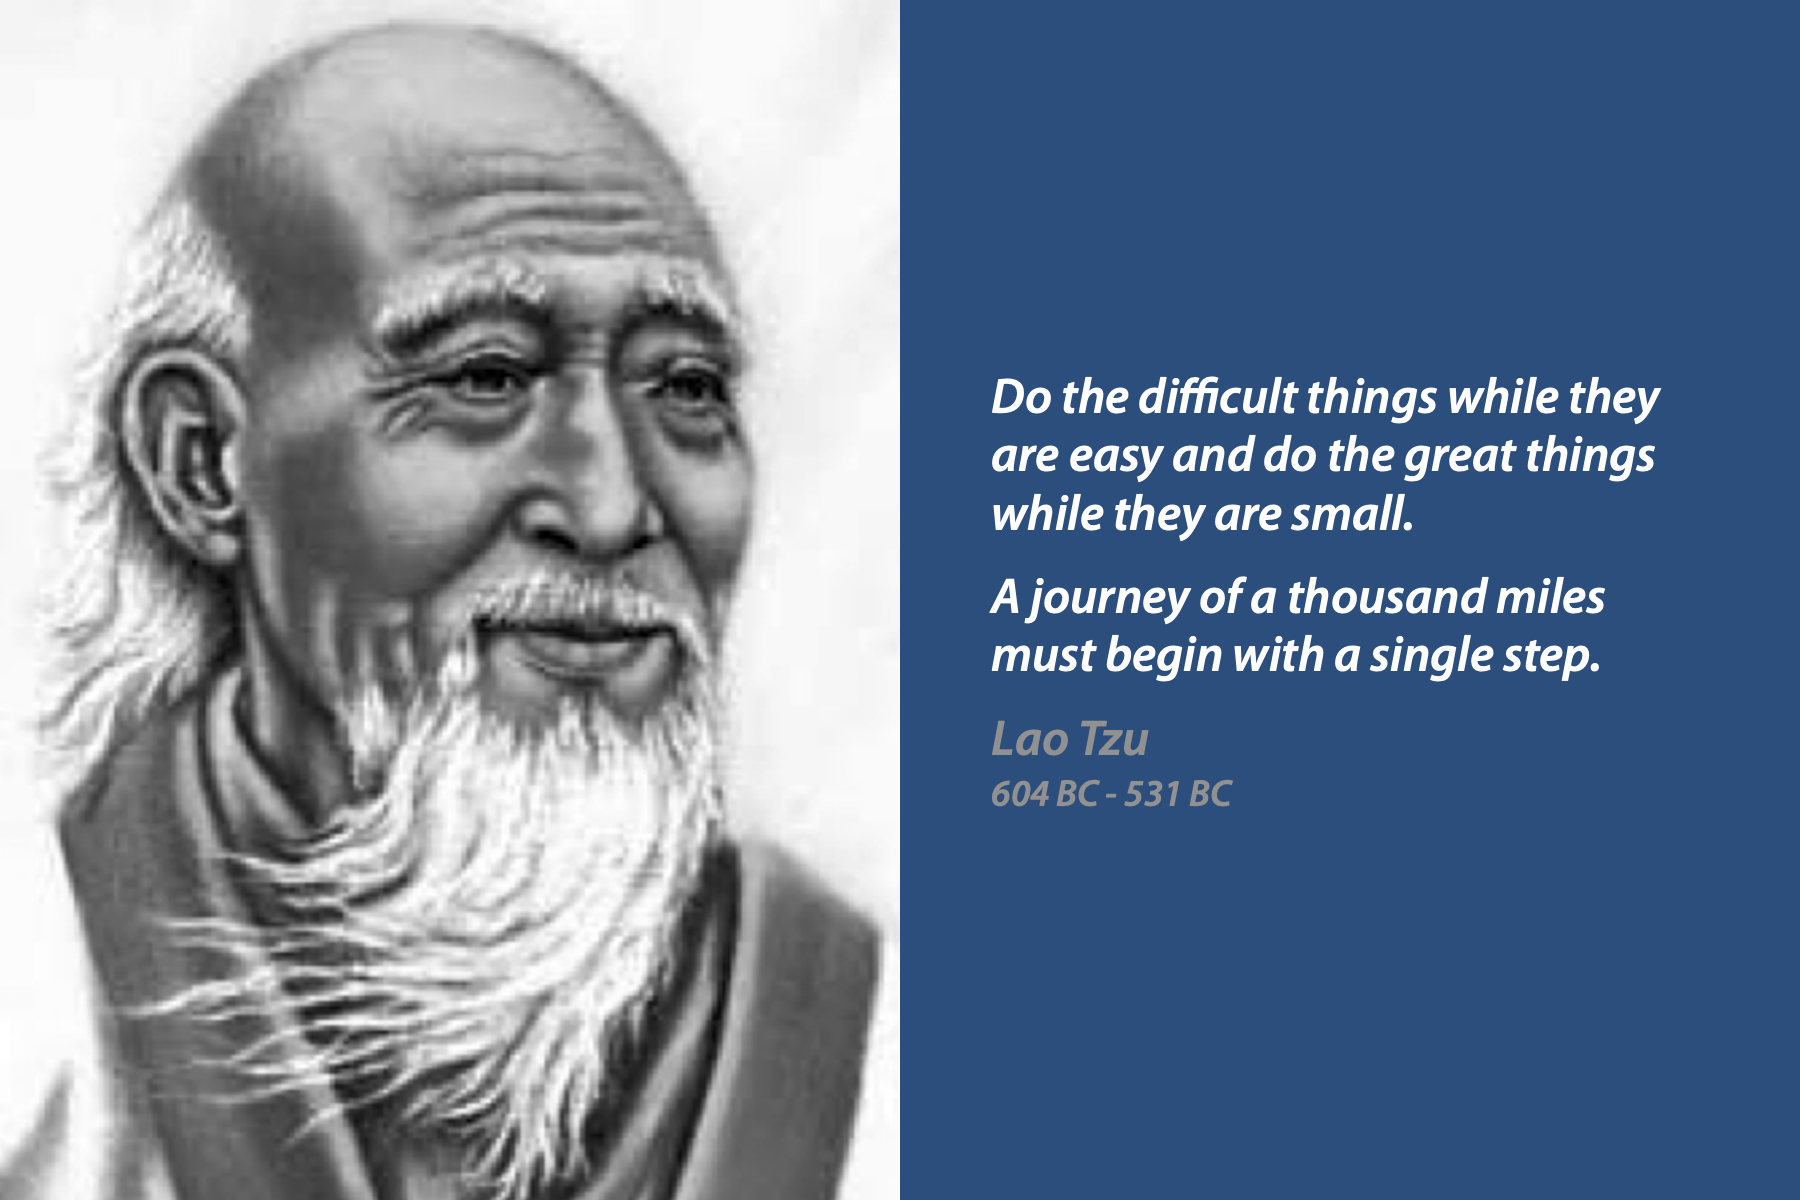 Do the difficult things while they
are easy and do the great things
while they are small.
A journey of a thousand miles
must begin with a single step.
Lao Tzu
604 BC - 531 BC